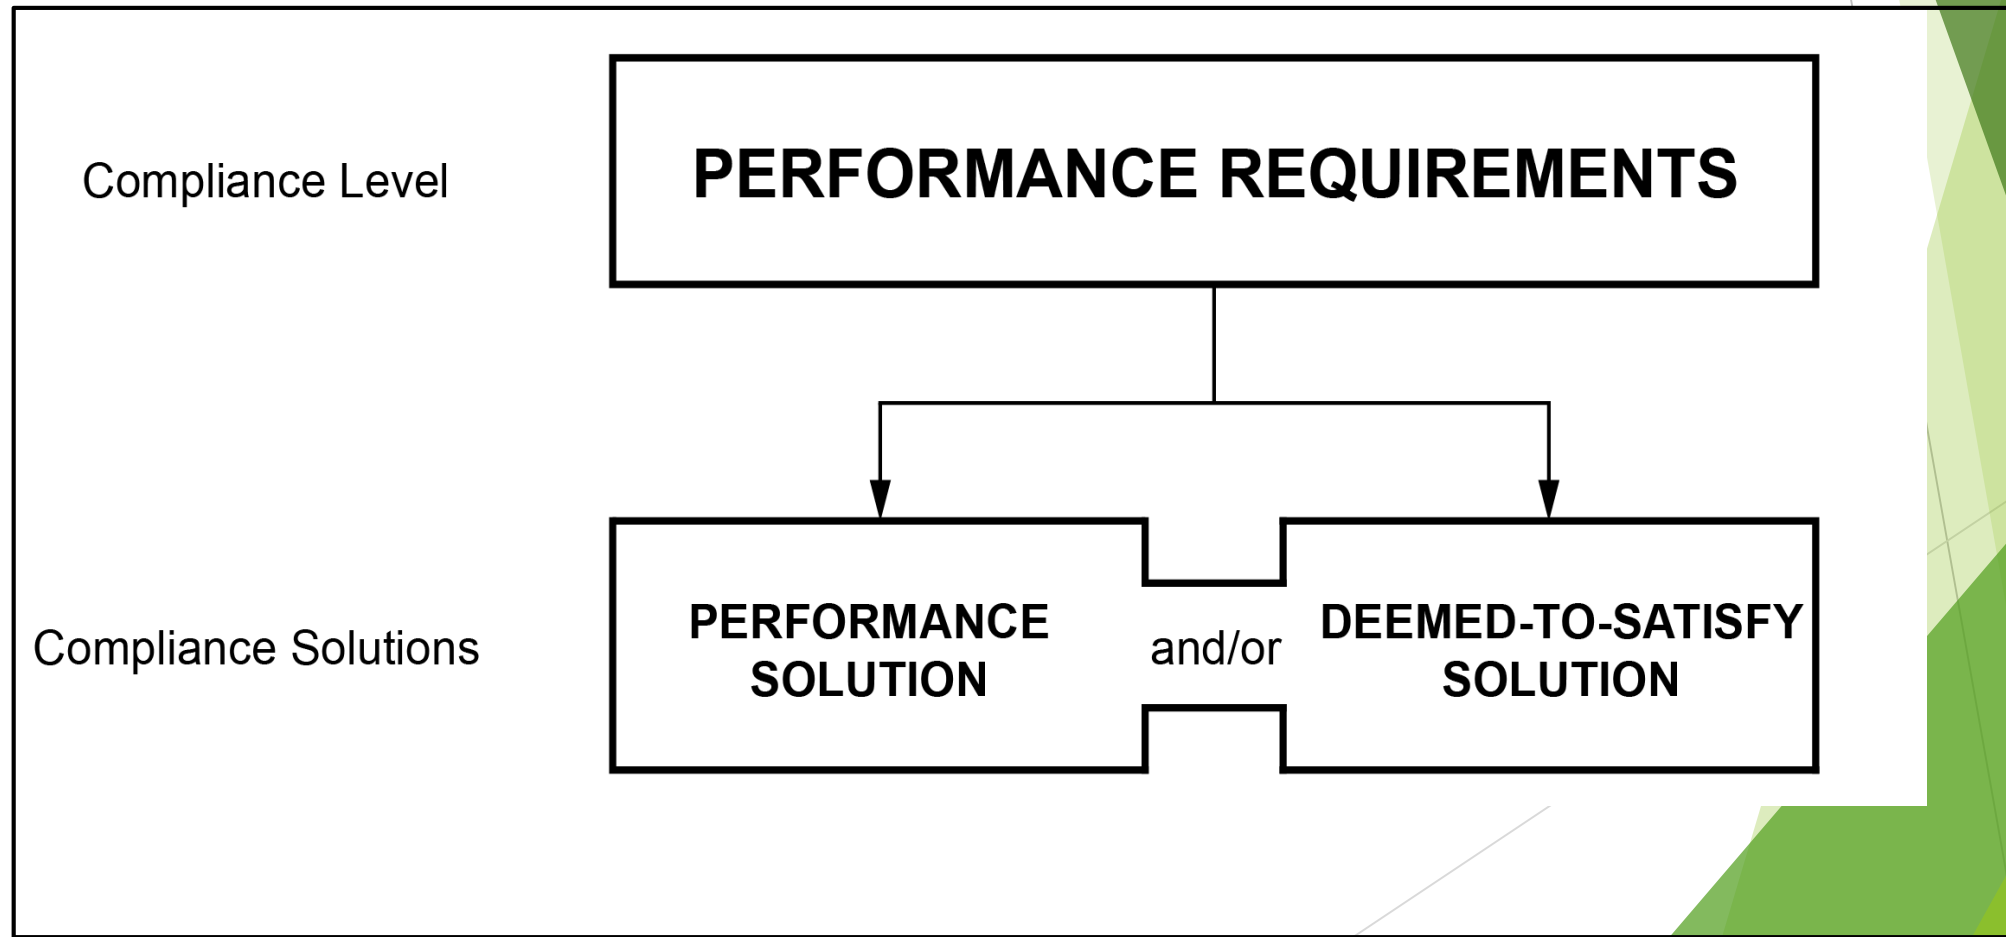 Compliance Level
PERFORMANCE REQUIREMENTS
Compliance Solutions
PERFORMANCE
SOLUTION
and/or
DEEMED-TO-SATISFY
SOLUTION